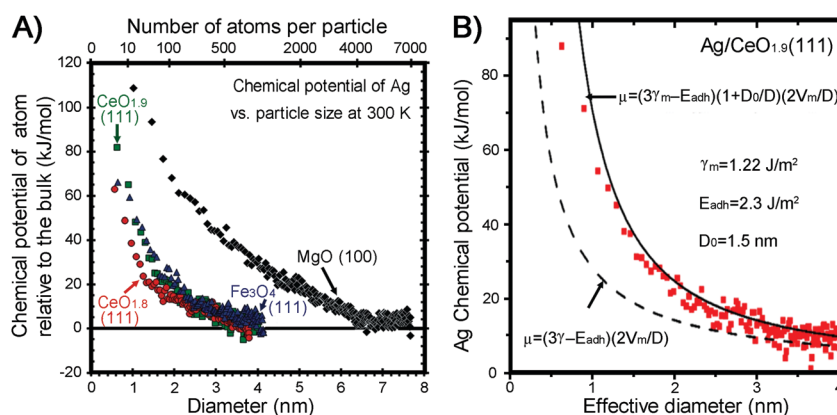 A)
Number of atoms per particle
0 10 100 500 2000 4000 7000
Chemical potential of atom
relative to the bulk (kJ/mol)
120
100
80
60
40
20
0
-20
CeO1.9
(111)
Chemical potential of Ag
vs. particle size at 300 K
MgO (100)
Fe3O4
(111)
CeO1.8
(111)
0 1 2 3 4 5 6 7 8
Diameter (nm)
B)
Ag Chemical potential (kJ/mol)
80
60
40
20
0
Ag/CeO1.9(111)
μ=(3γm−Eadh)(1+D0/D)(2Vm/D)
γm=1.22 J/m²
Eadh=2.3 J/m²
D0=1.5 nm
μ=(3γ−Eadh)(2Vm/D)
0 1 2 3 4
Effective diameter (nm)